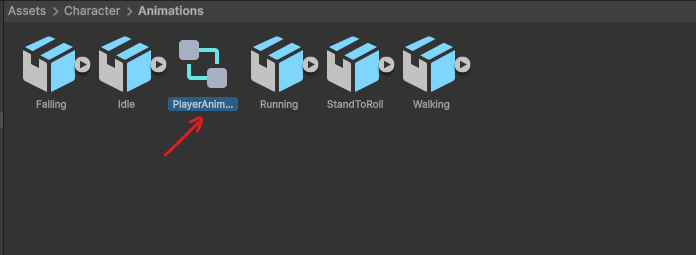 Assets > Character > Animations
Falling
Idle
PlayerAnim...
Running
StandToRoll
Walking